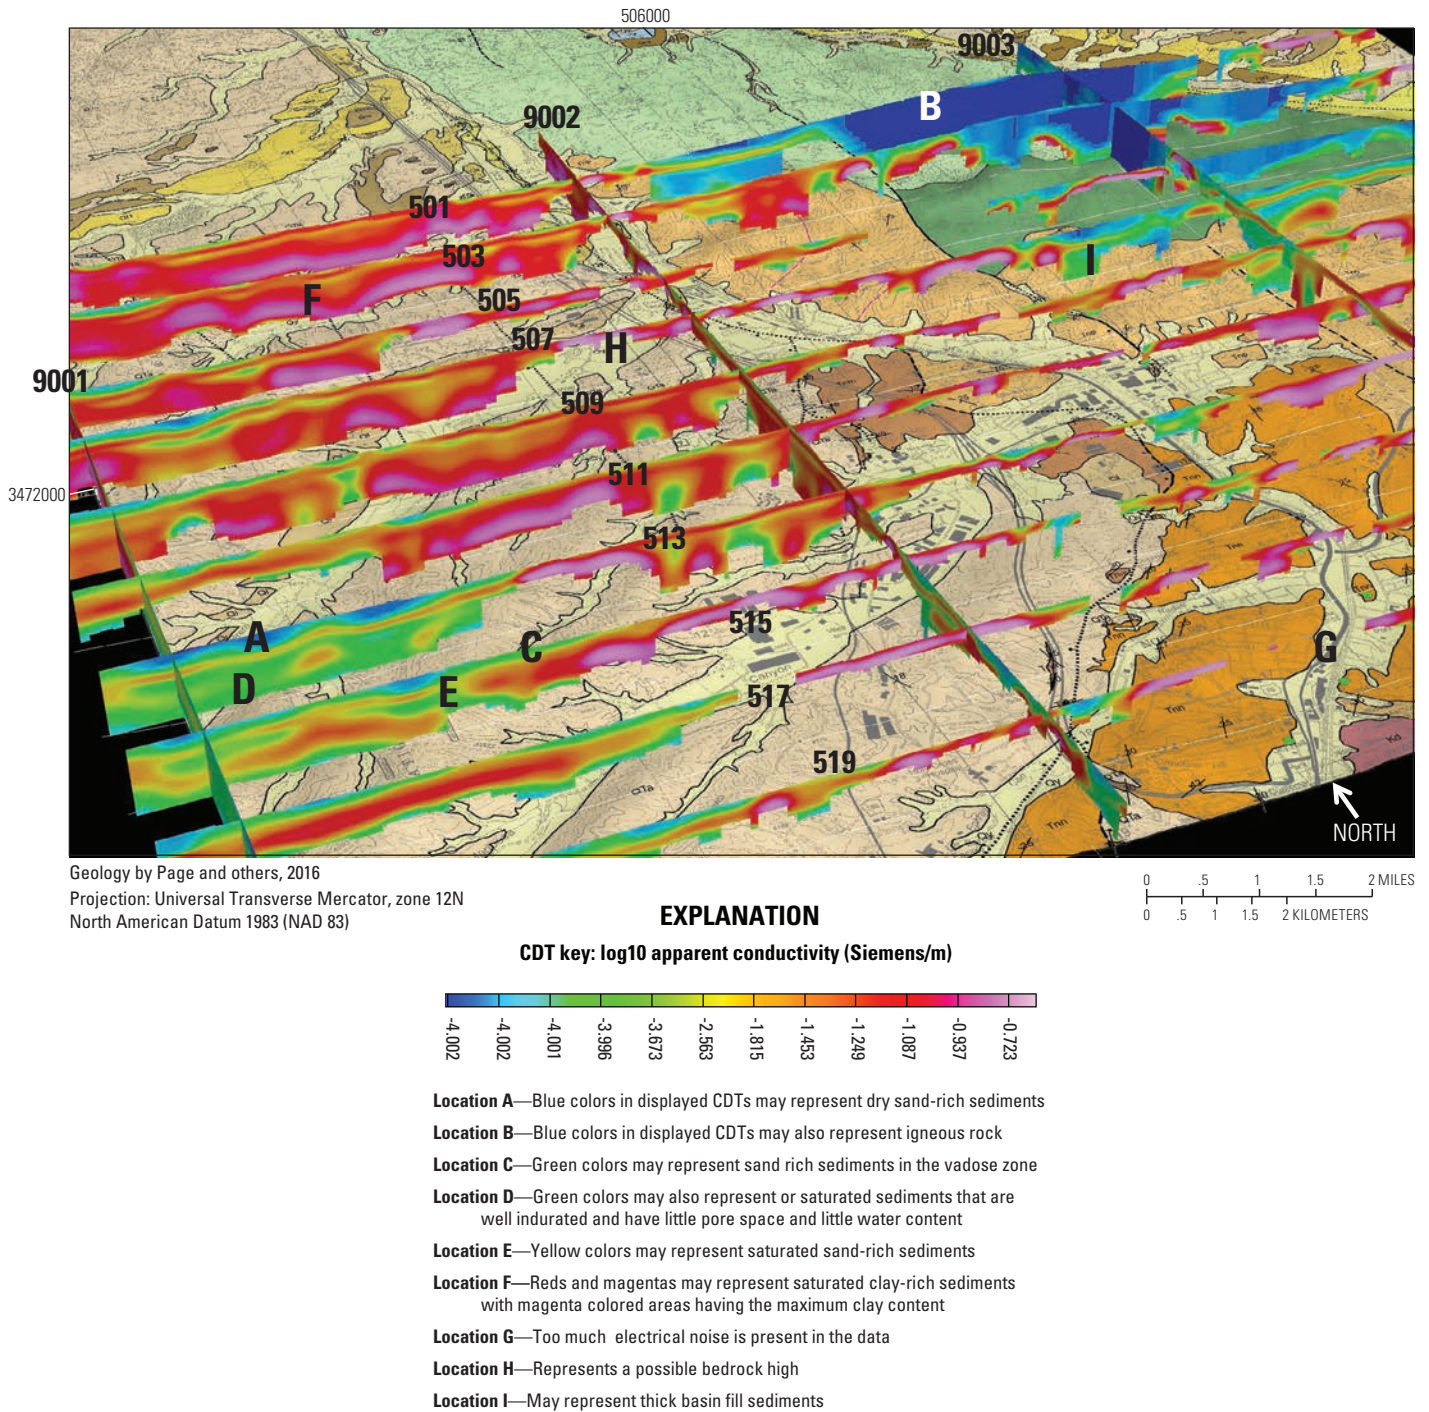 506000
9003
B
9002
501
503
F
I
505
507
H
9001
509
511
3472000
513
A
C
515
D
E
G
517
519
Canyon
QTa
Tnn
Kd
NORTH
Geology by Page and others, 2016
Projection: Universal Transverse Mercator, zone 12N
North American Datum 1983 (NAD 83)
0 .5 1 1.5 2 MILES
0 .5 1 1.5 2 KILOMETERS
EXPLANATION
CDT key: log10 apparent conductivity (Siemens/m)
-4.002 -4.002 -4.001 -3.996 -3.673 -2.563 -1.815 -1.453 -1.249 -1.087 -0.937 -0.723
Location A—Blue colors in displayed CDTs may represent dry sand-rich sediments
Location B—Blue colors in displayed CDTs may also represent igneous rock
Location C—Green colors may represent sand rich sediments in the vadose zone
Location D—Green colors may also represent or saturated sediments that are
well indurated and have little pore space and little water content
Location E—Yellow colors may represent saturated sand-rich sediments
Location F—Reds and magentas may represent saturated clay-rich sediments
with magenta colored areas having the maximum clay content
Location G—Too much electrical noise is present in the data
Location H—Represents a possible bedrock high
Location I—May represent thick basin fill sediments